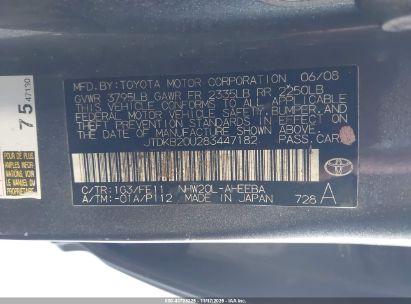 MFD.BY: TOYOTA MOTOR CORPORATION 06/08
GVWR 3795LB GAWR FR 2335LB RR 2250LB
THIS VEHICLE CONFORMS TO ALL APPLICABLE
FEDERAL MOTOR VEHICLE SAFETY, BUMPER, AND
THEFT PREVENTION STANDARDS IN EFFECT ON
THE DATE OF MANUFACTURE SHOWN ABOVE.
JTDKB20U283447182 PASS.CAR
C/TR: 1G3/FE11 NHW20L-AHEEBA
A/TM: -01A/P112 MADE IN JAPAN 728 A
75 47130